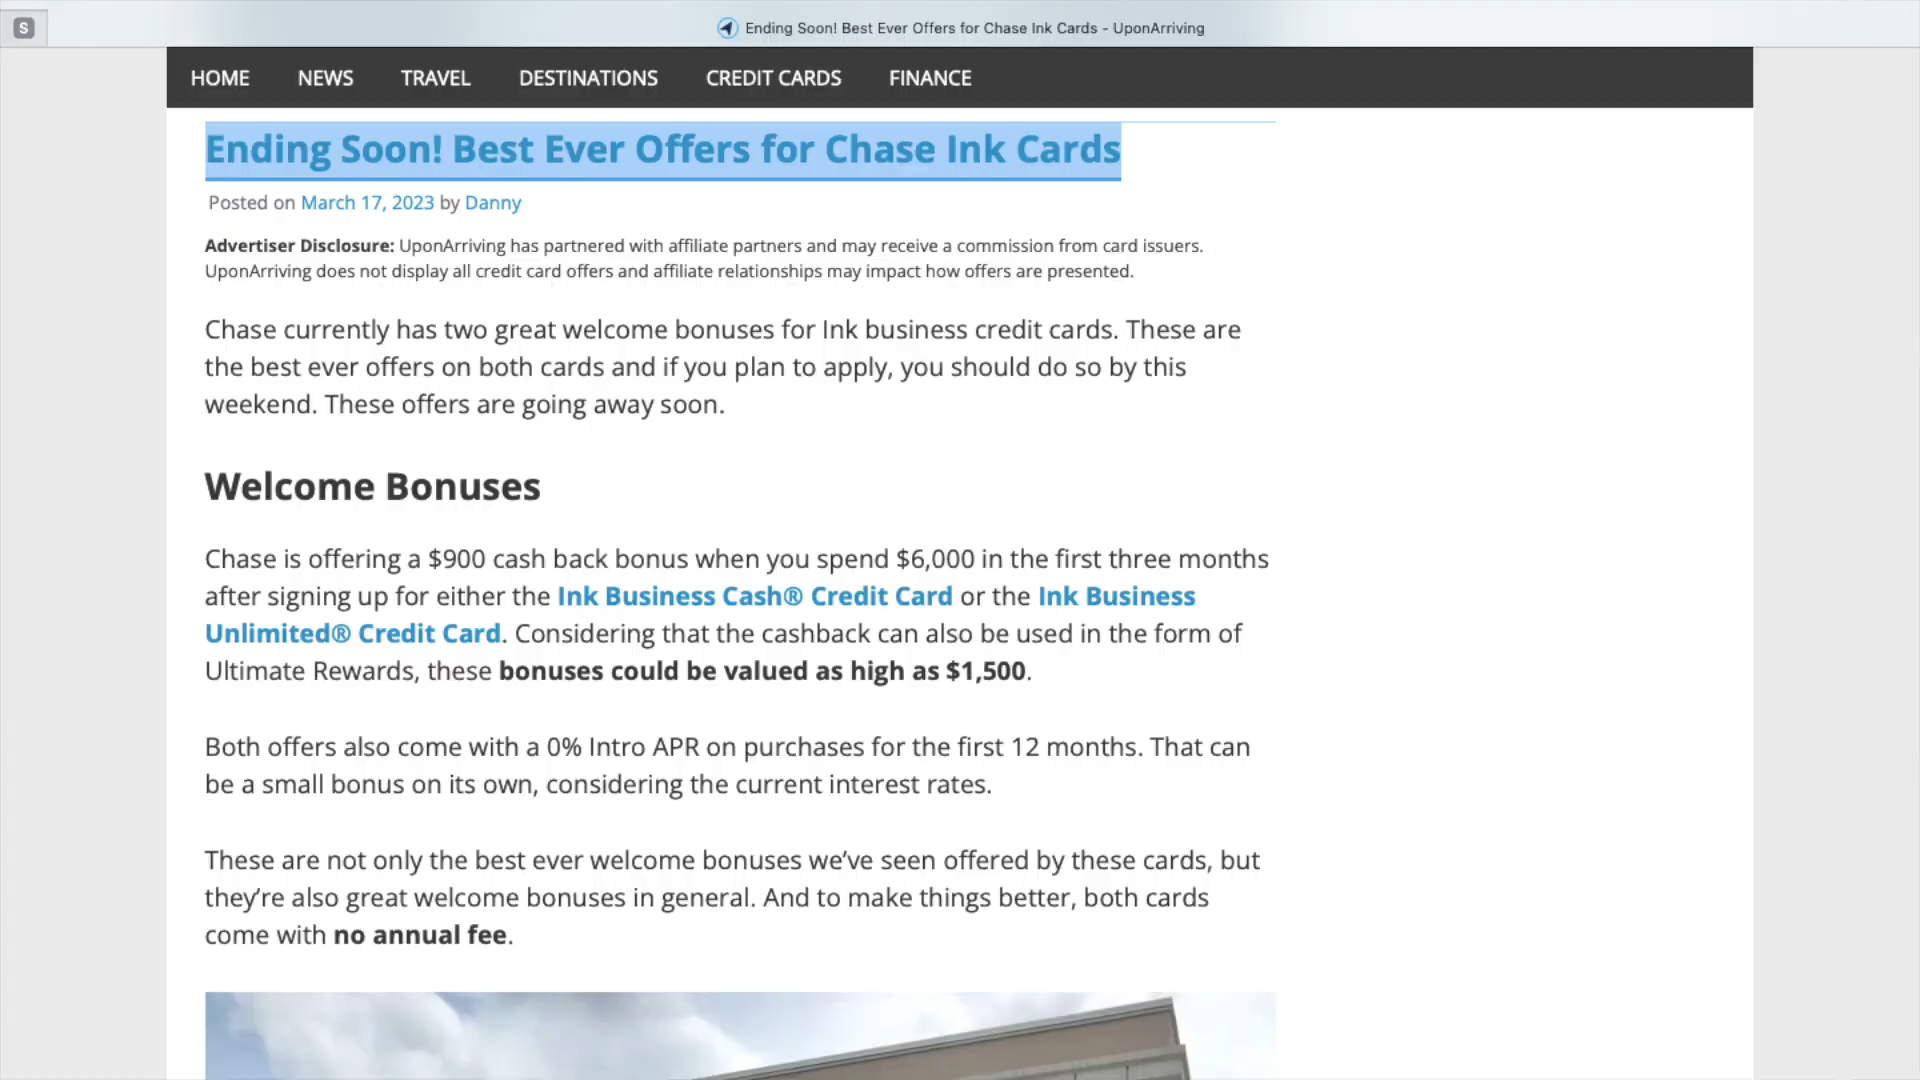 S
Ending Soon! Best Ever Offers for Chase Ink Cards - UponArriving
HOME NEWS TRAVEL DESTINATIONS CREDIT CARDS FINANCE
Ending Soon! Best Ever Offers for Chase Ink Cards
Posted on March 17, 2023 by Danny
Advertiser Disclosure: UponArriving has partnered with affiliate partners and may receive a commission from card issuers.
UponArriving does not display all credit card offers and affiliate relationships may impact how offers are presented.
Chase currently has two great welcome bonuses for Ink business credit cards. These are
the best ever offers on both cards and if you plan to apply, you should do so by this
weekend. These offers are going away soon.
Welcome Bonuses
Chase is offering a $900 cash back bonus when you spend $6,000 in the first three months
after signing up for either the Ink Business Cash® Credit Card or the Ink Business
Unlimited® Credit Card. Considering that the cashback can also be used in the form of
Ultimate Rewards, these bonuses could be valued as high as $1,500.
Both offers also come with a 0% Intro APR on purchases for the first 12 months. That can
be a small bonus on its own, considering the current interest rates.
These are not only the best ever welcome bonuses we’ve seen offered by these cards, but
they’re also great welcome bonuses in general. And to make things better, both cards
come with no annual fee.